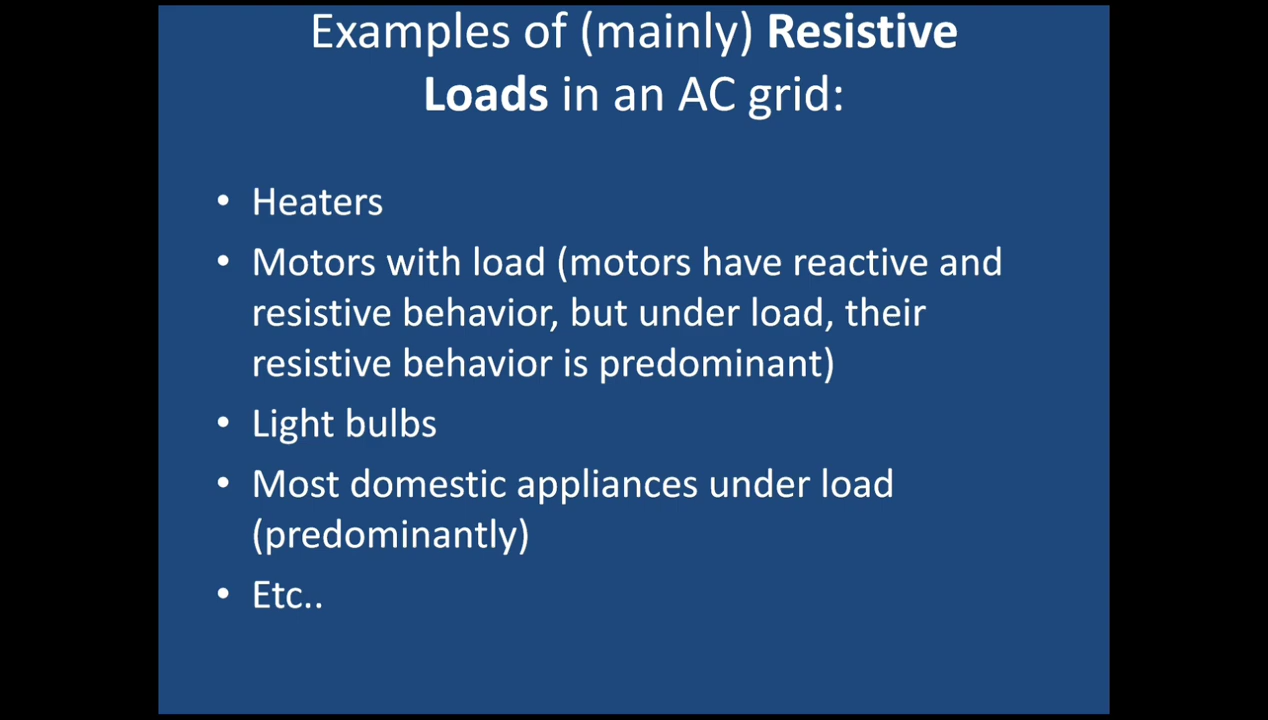 Examples of (mainly) Resistive
Loads in an AC grid:
• Heaters
• Motors with load (motors have reactive and
resistive behavior, but under load, their
resistive behavior is predominant)
• Light bulbs
• Most domestic appliances under load
(predominantly)
• Etc..